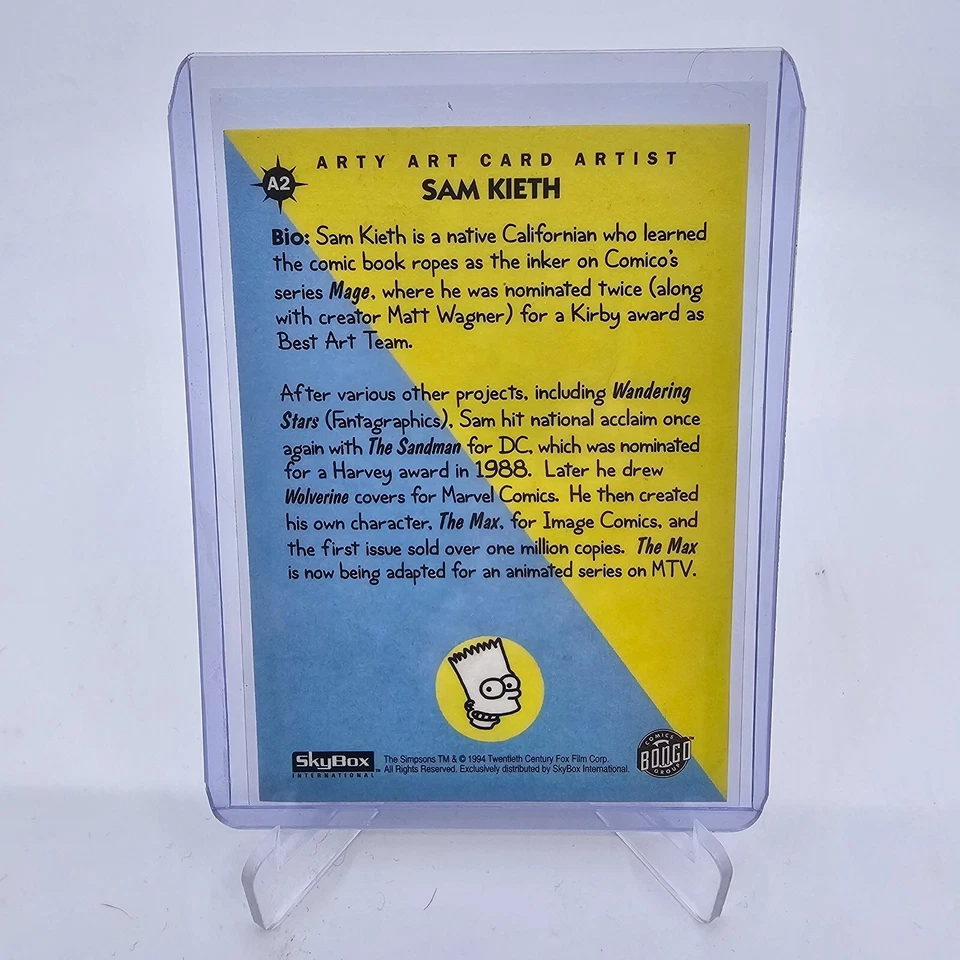 ARTY ART CARD ARTIST
A2
SAM KIETH
Bio: Sam Kieth is a native Californian who learned
the comic book ropes as the inker on Comico's
series Mage, where he was nominated twice (along
with creator Matt Wagner) for a Kirby award as
Best Art Team.
After various other projects, including Wandering
Stars (Fantagraphics), Sam hit national acclaim once
again with The Sandman for DC, which was nominated
for a Harvey award in 1988. Later he drew
Wolverine covers for Marvel Comics. He then created
his own character, The Max, for Image Comics, and
the first issue sold over one million copies. The Max
is now being adapted for an animated series on MTV.
SkyBox™
INTERNATIONAL
The Simpsons TM & © 1994 Twentieth Century Fox Film Corp.
All Rights Reserved. Exclusively distributed by SkyBox International.
COMICS
BONGO™
GROUP